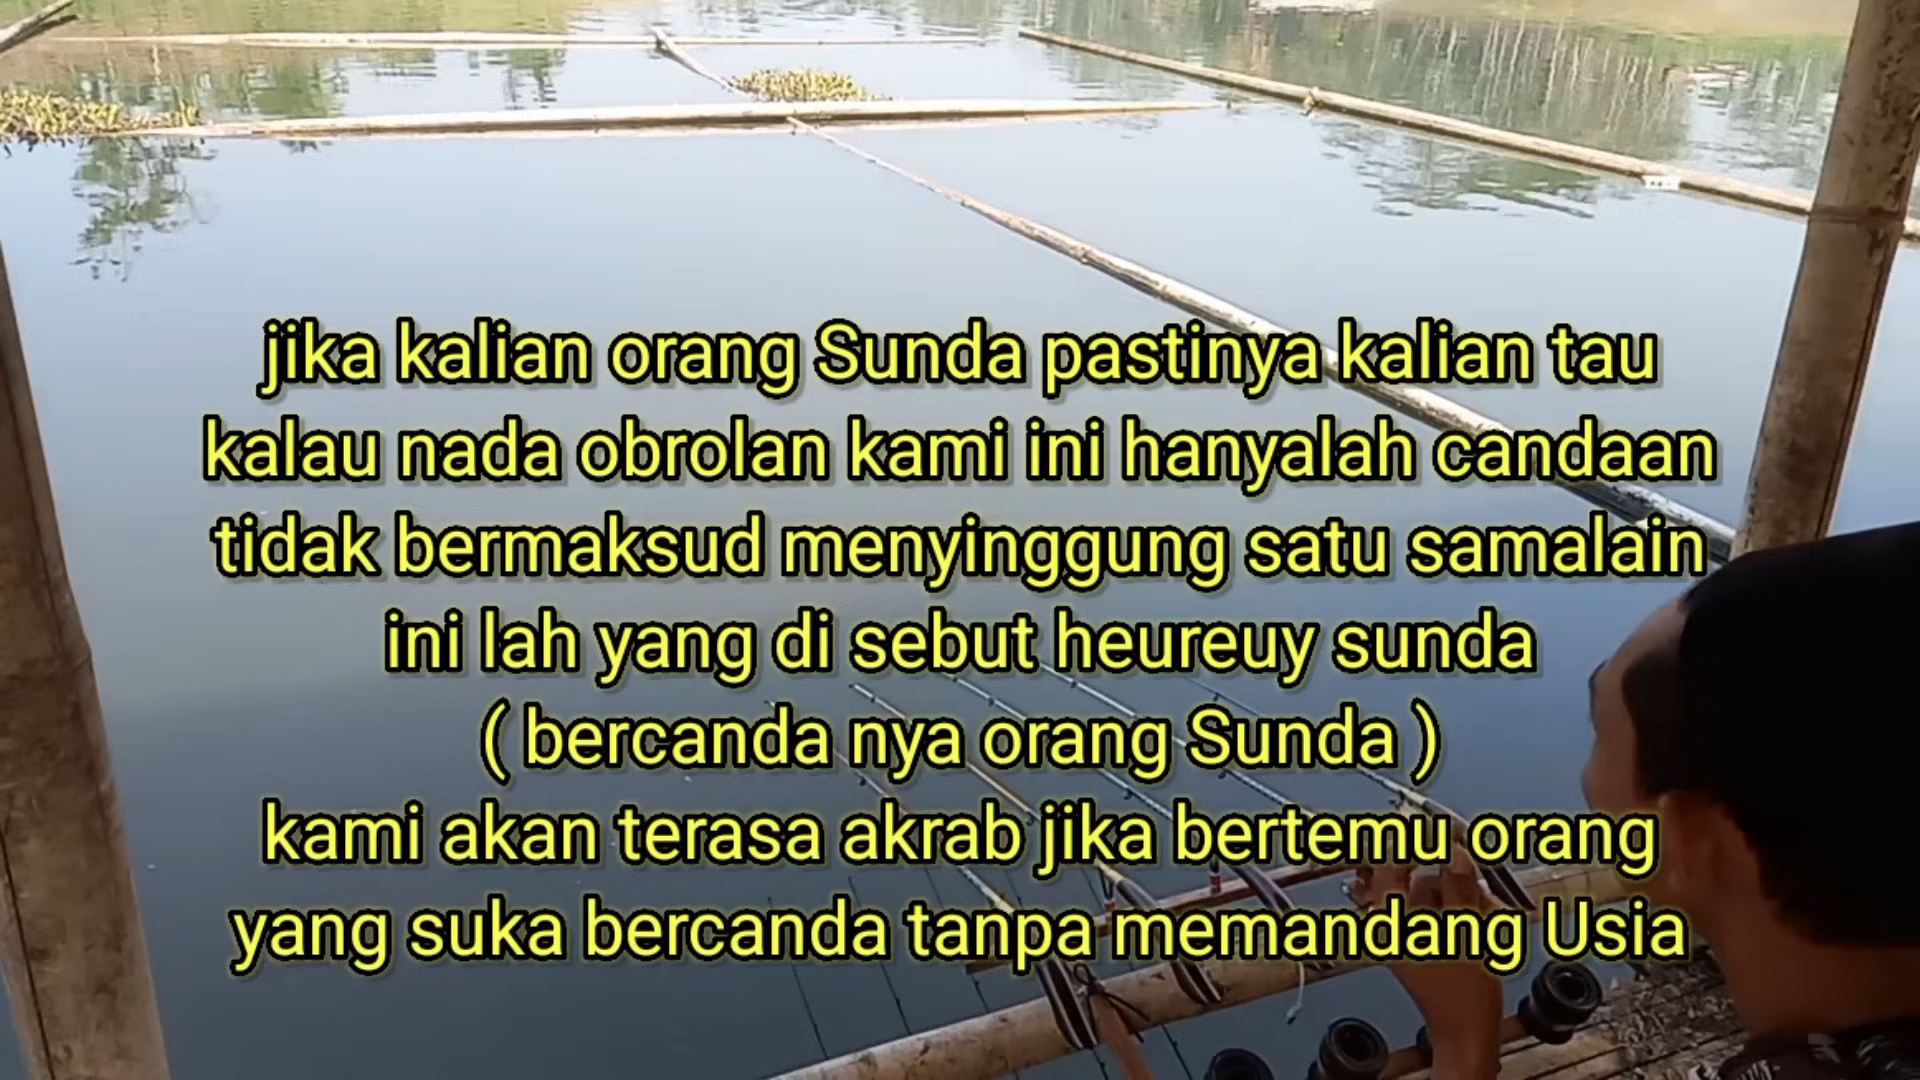 jika kalian orang Sunda pastinya kalian tau
kalau nada obrolan kami ini hanyalah candaan
tidak bermaksud menyinggung satu samalain
ini lah yang di sebut heureuy sunda
( bercanda nya orang Sunda )
kami akan terasa akrab jika bertemu orang
yang suka bercanda tanpa memandang Usia